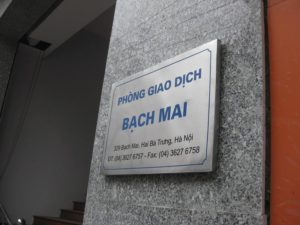 PHÒNG GIAO DỊCH
BẠCH MAI
329 Bạch Mai, Hai Bà Trưng, Hà Nội
ĐT: (04) 3627 6757 - Fax: (04) 3627 6758